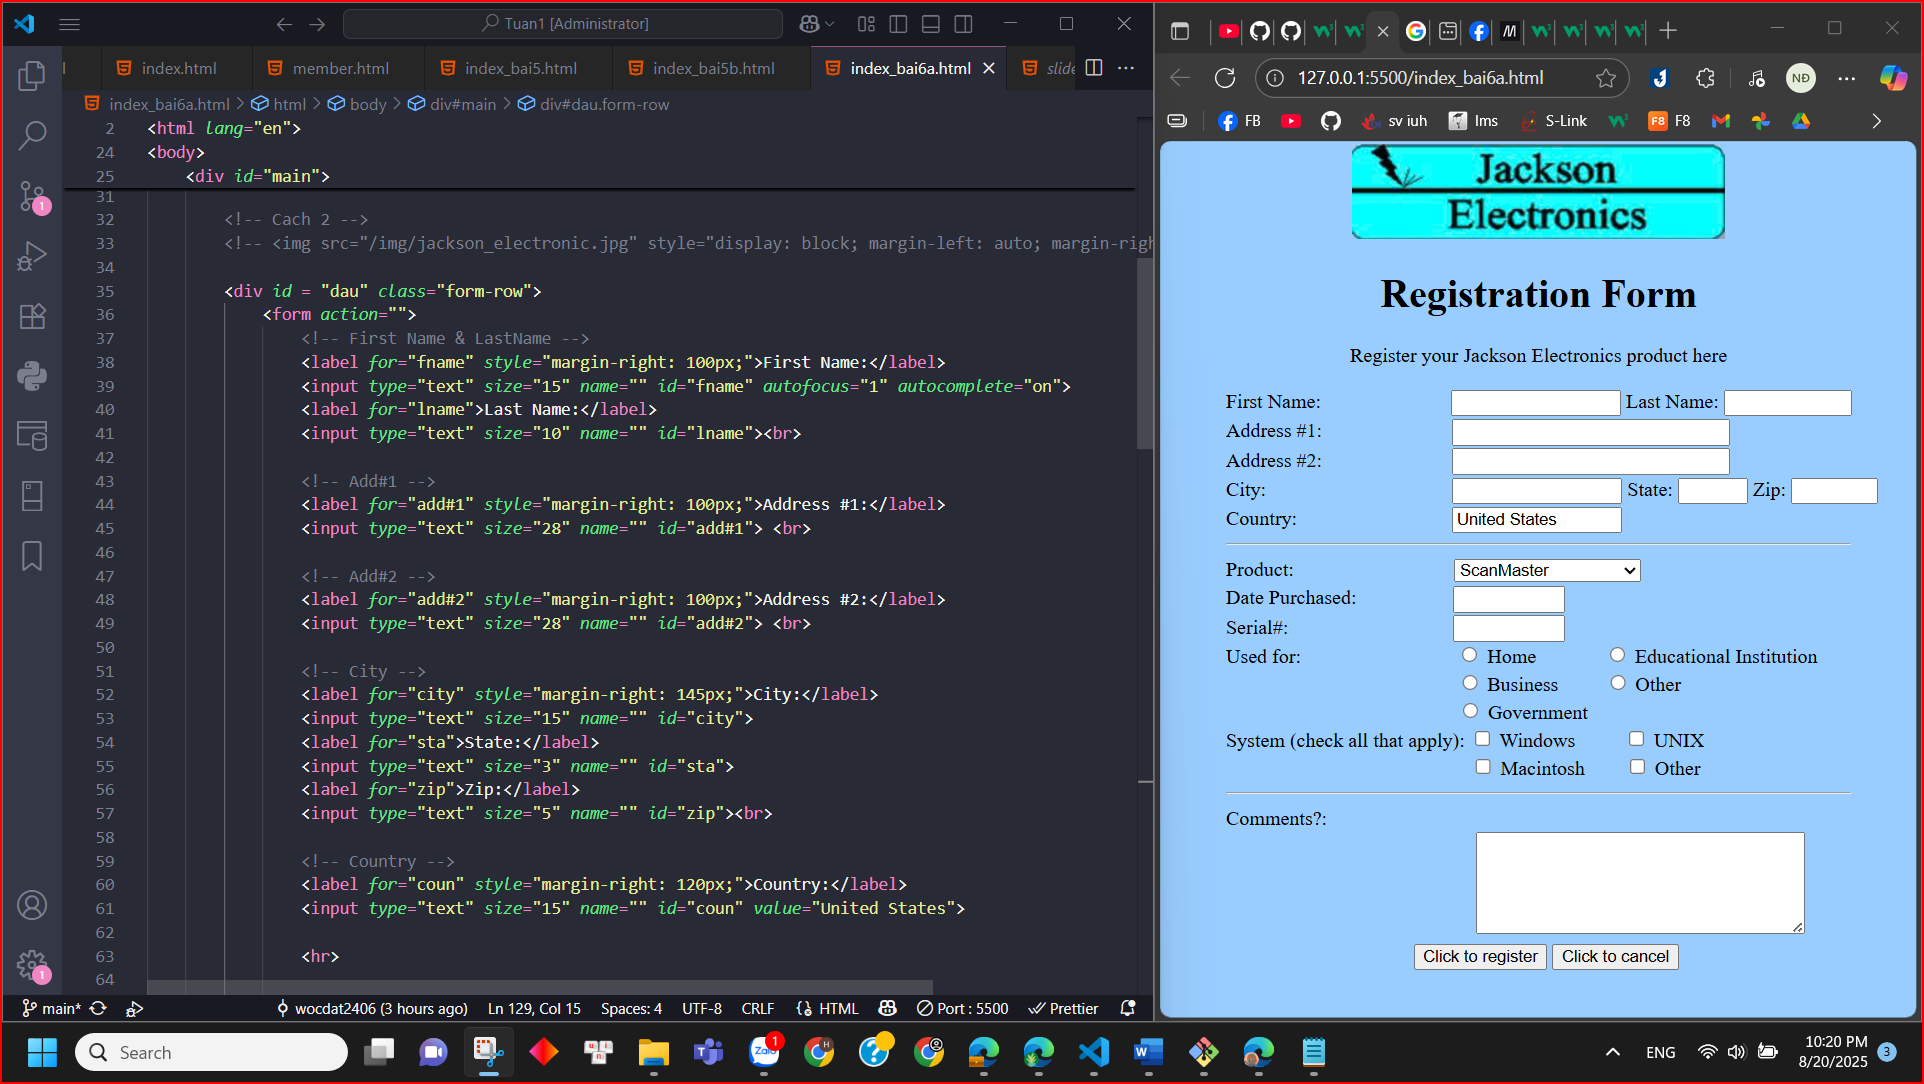 Tuan1 [Administrator]
index.html
member.html
index_bai5.html
index_bai5b.html
index_bai6a.html
slide
index_bai6a.html > html > body > div#main > div#dau.form-row
2 <html lang="en">
24 <body>
25 <div id="main">
31
32 <!-- Cach 2 -->
33 <!-- <img src="/img/jackson_electronic.jpg" style="display: block; margin-left: auto; margin-righ
34
35 <div id = "dau" class="form-row">
36 <form action="">
37 <!-- First Name & LastName -->
38 <label for="fname" style="margin-right: 100px;">First Name:</label>
39 <input type="text" size="15" name="" id="fname" autofocus="1" autocomplete="on">
40 <label for="lname">Last Name:</label>
41 <input type="text" size="10" name="" id="lname"><br>
42
43 <!-- Add#1 -->
44 <label for="add#1" style="margin-right: 100px;">Address #1:</label>
45 <input type="text" size="28" name="" id="add#1"> <br>
46
47 <!-- Add#2 -->
48 <label for="add#2" style="margin-right: 100px;">Address #2:</label>
49 <input type="text" size="28" name="" id="add#2"> <br>
50
51 <!-- City -->
52 <label for="city" style="margin-right: 145px;">City:</label>
53 <input type="text" size="15" name="" id="city">
54 <label for="sta">State:</label>
55 <input type="text" size="3" name="" id="sta">
56 <label for="zip">Zip:</label>
57 <input type="text" size="5" name="" id="zip"><br>
58
59 <!-- Country -->
60 <label for="coun" style="margin-right: 120px;">Country:</label>
61 <input type="text" size="15" name="" id="coun" value="United States">
62
63 <hr>
64
1
1
main*
wocdat2406 (3 hours ago)
Ln 129, Col 15
Spaces: 4
UTF-8
CRLF
HTML
Port : 5500
Prettier
127.0.0.1:5500/index_bai6a.html
NĐ
FB
sv iuh
lms
S-Link
F8 F8
Jackson
Electronics
Registration Form
Register your Jackson Electronics product here
First Name: Last Name:
Address #1:
Address #2:
City: State: Zip:
Country: United States
Product: ScanMaster
Date Purchased:
Serial#:
Used for: Home Educational Institution
Business Other
Government
System (check all that apply): Windows UNIX
Macintosh Other
Comments?:
Click to register Click to cancel
Search
Zalo
1
ENG
10:20 PM
8/20/2025
3